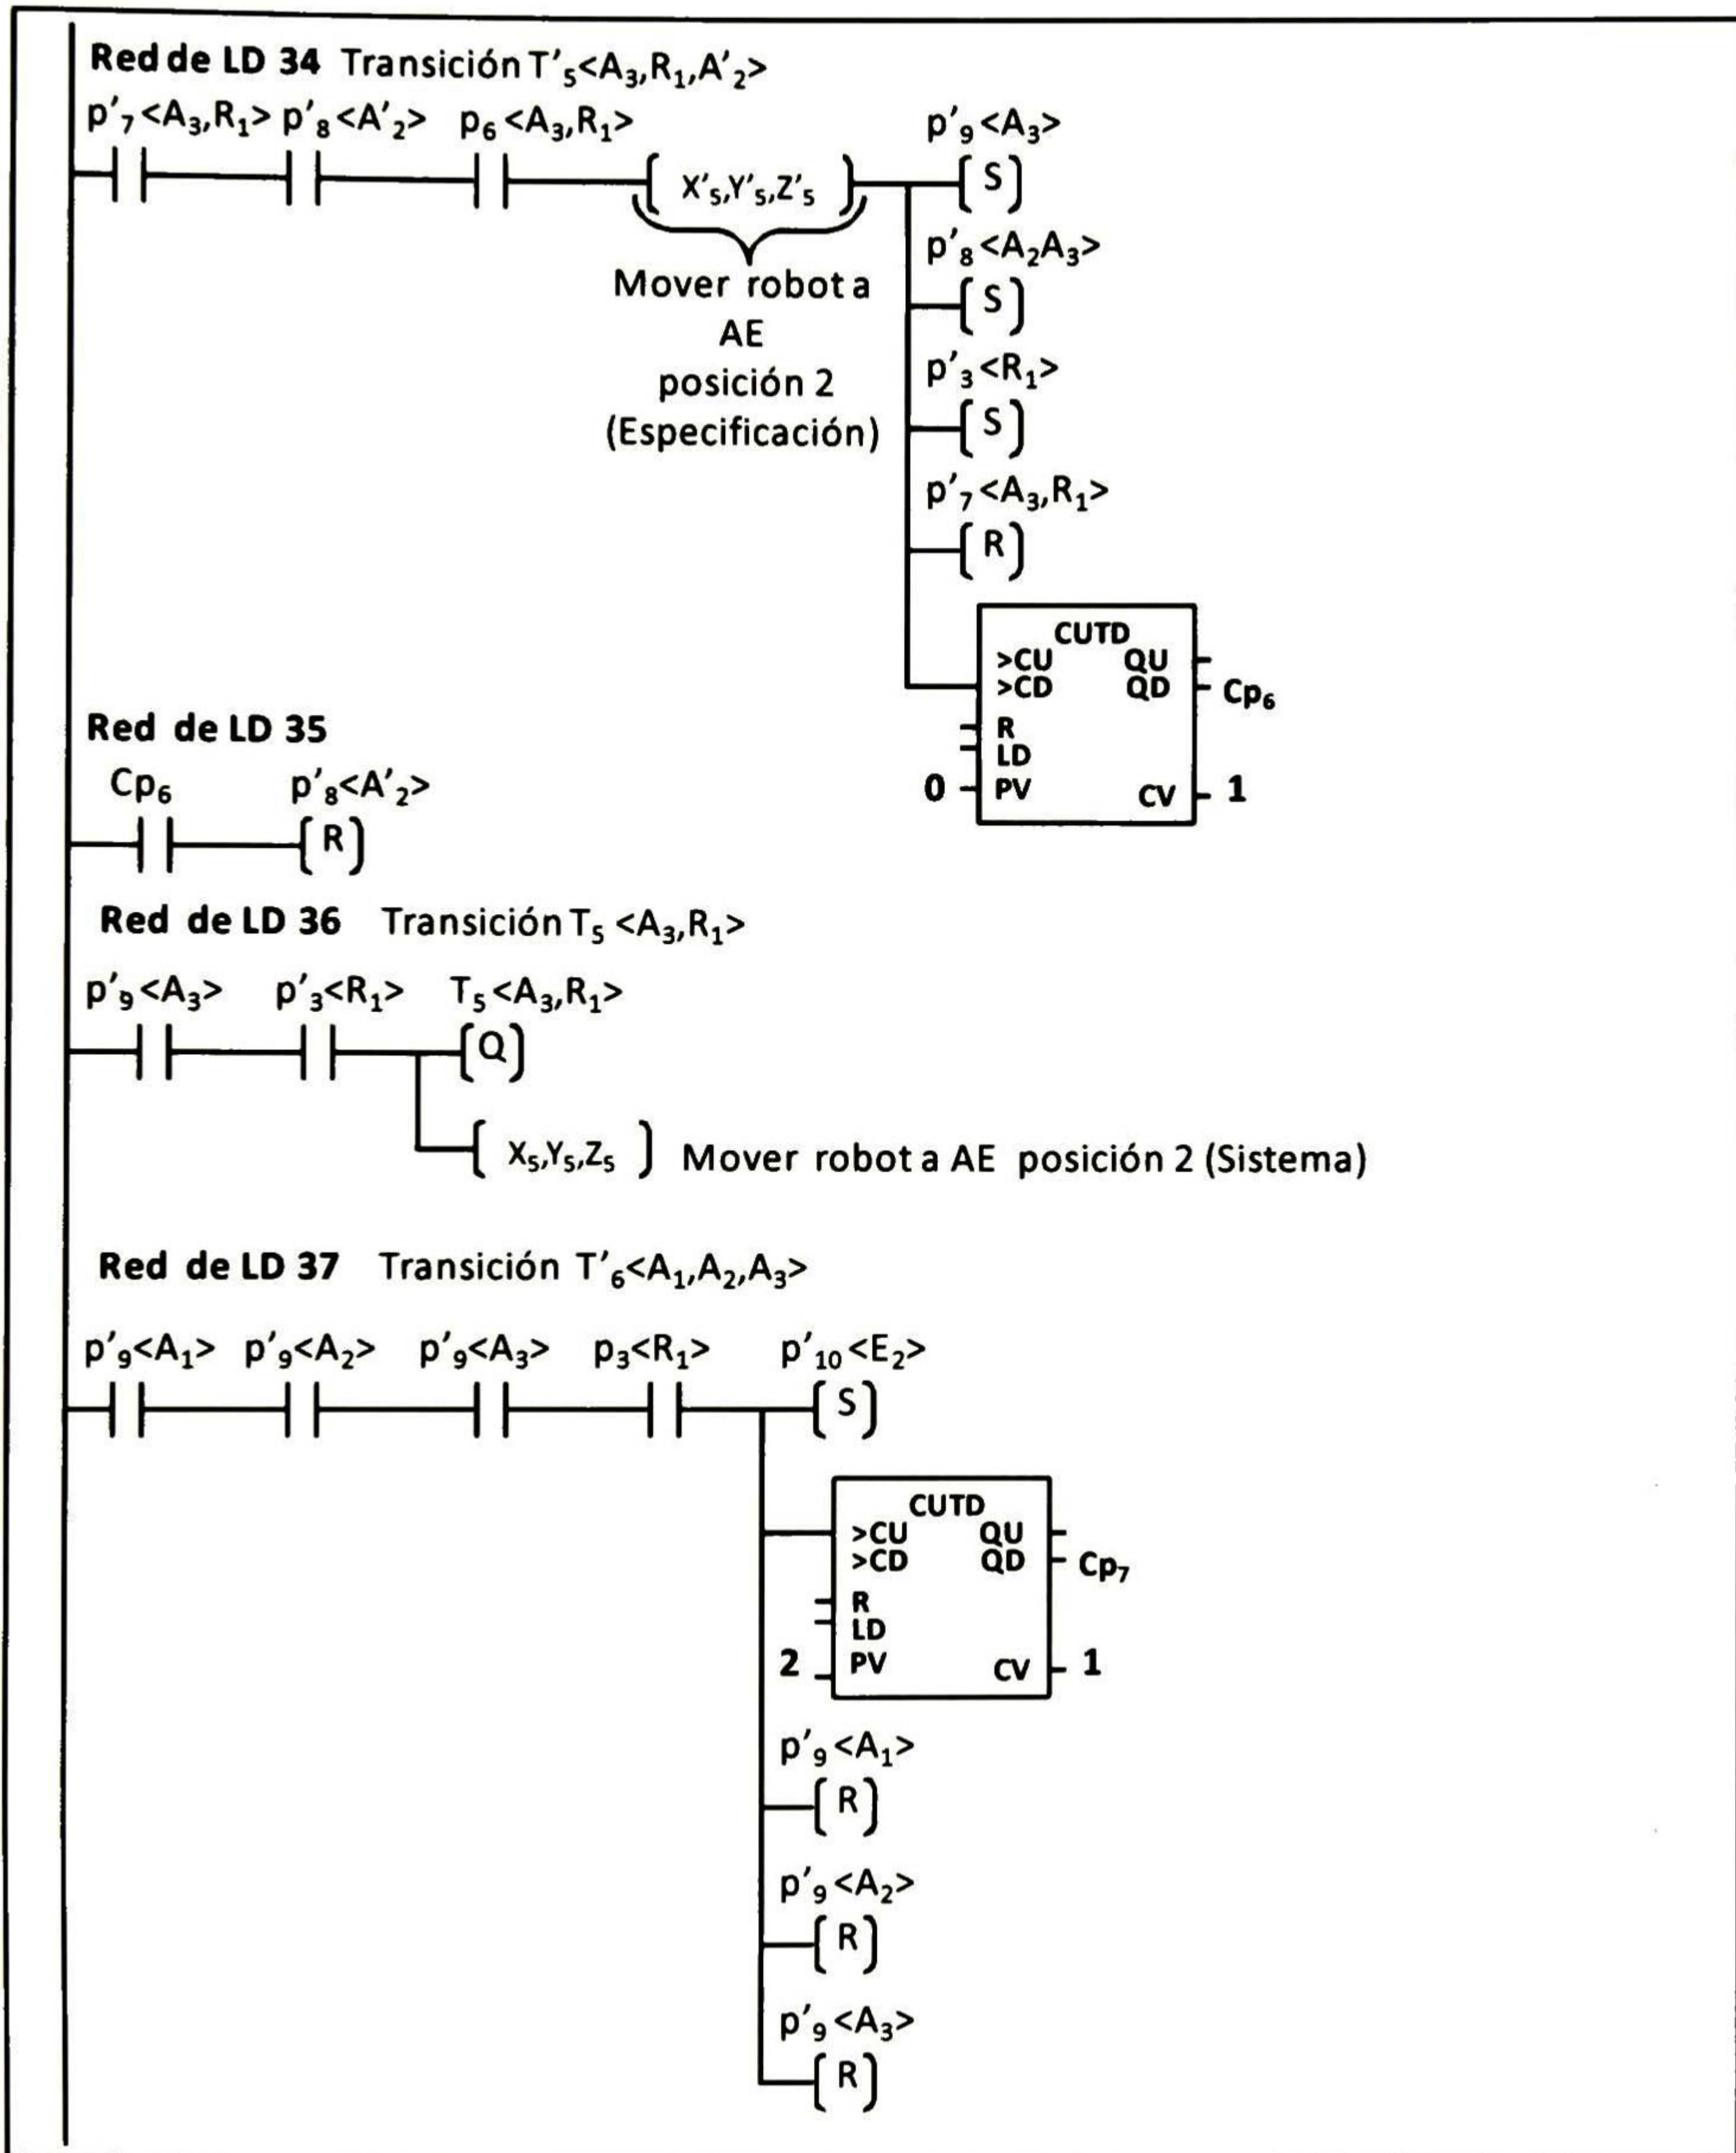 Red de LD 34 Transición T'₅<A₃,R₁,A'₂>
p'₇<A₃,R₁> p'₈<A'₂> p₆<A₃,R₁> p'₉<A₃>
X'₅,Y'₅,Z'₅ S
p'₈<A₂A₃>
Mover robot a
S
AE
p'₃<R₁>
posición 2
(Especificación) S
p'₇<A₃,R₁>
R
CUTD
>CU QU
>CD QD Cp₆
R
LD
0 PV CV 1
Red de LD 35
Cp₆ p'₈<A'₂>
R
Red de LD 36 Transición T₅ <A₃,R₁>
p'₉<A₃> p'₃<R₁> T₅<A₃,R₁>
Q
X₅,Y₅,Z₅ Mover robot a AE posición 2 (Sistema)
Red de LD 37 Transición T'₆<A₁,A₂,A₃>
p'₉<A₁> p'₉<A₂> p'₉<A₃> p₃<R₁> p'₁₀<E₂>
S
CUTD
>CU QU
>CD QD Cp₇
R
LD
2 PV CV 1
p'₉<A₁>
R
p'₉<A₂>
R
p'₉<A₃>
R